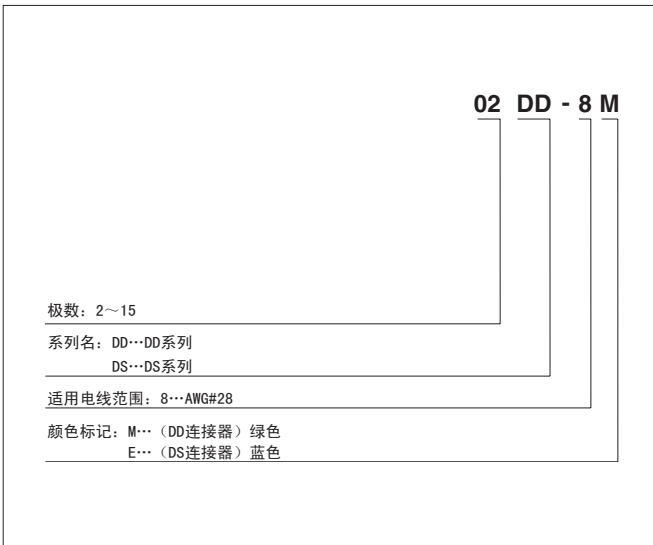 02 DD - 8 M
极数：2～15
系列名：DD…DD系列
DS…DS系列
适用电线范围：8…AWG#28
颜色标记：M…（DD连接器）绿色
E…（DS连接器）蓝色